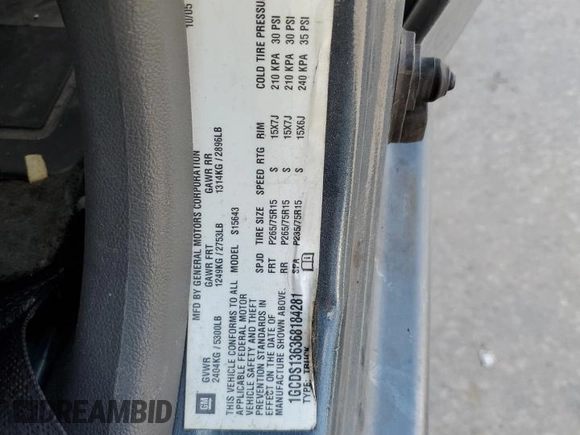 MFD BY GENERAL MOTORS CORPORATION 10/05
GVWR GAWR FRT GAWR RR
2404KG/5300LB 1249KG/2753LB 1314KG/2896LB
THIS VEHICLE CONFORMS TO ALL MODEL S15643
APPLICABLE FEDERAL MOTOR
VEHICLE SAFETY AND THEFT
PREVENTION STANDARDS IN
EFFECT ON THE DATE OF
MANUFACTURE SHOWN ABOVE.
SPJD TIRE SIZE SPEED RTG RIM COLD TIRE PRESSU
FRT P265/75R15 S 15X7J 210 KPA 30 PSI
RR P265/75R15 S 15X7J 210 KPA 30 PSI
SPA P235/75R15 S 15X6J 240 KPA 35 PSI
1GCDS136368184281
TYPE: TRUCK
GM
DREAMBID